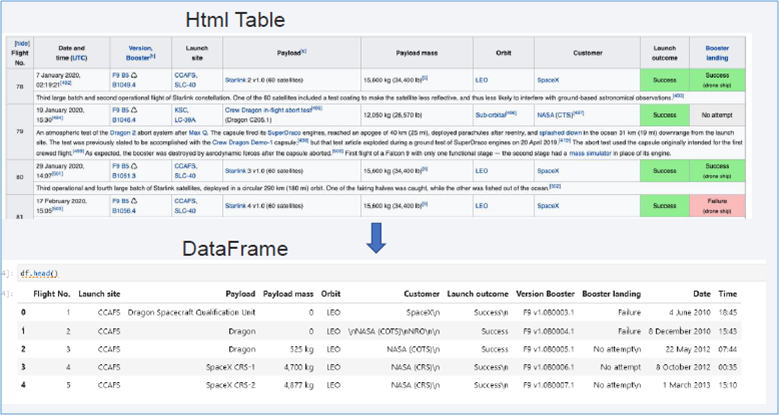 Html Table
[hide]
Flight No. Date and time (UTC) Version, Booster[b] Launch site Payload[c] Payload mass Orbit Customer Launch outcome Booster landing
78 7 January 2020, 02:19:21[492] F9 B5 △ B1049.4 CCAFS, SLC-40 Starlink 2 v1.0 (60 satellites) 15,600 kg (34,400 lb)[5] LEO SpaceX Success Success (drone ship)
Third large batch and second operational flight of Starlink constellation. One of the 60 satellites included a test coating to make the satellite less reflective, and thus less likely to interfere with ground-based astronomical observations.[493]
79 19 January 2020, 15:30[494] F9 B5 △ B1046.4 KSC, LC-39A Crew Dragon in-flight abort test[495] (Dragon C205.1) 12,050 kg (26,570 lb) Sub-orbital[496] NASA (CTS)[497] Success No attempt
An atmospheric test of the Dragon 2 abort system after Max Q. The capsule fired its SuperDraco engines, reached an apogee of 40 km (25 mi), deployed parachutes after reentry, and splashed down in the ocean 31 km (19 mi) downrange from the launch
site. The test was previously slated to be accomplished with the Crew Dragon Demo-1 capsule;[498] but that test article exploded during a ground test of SuperDraco engines on 20 April 2019.[419] The abort test used the capsule originally intended for the first
crewed flight.[499] As expected, the booster was destroyed by aerodynamic forces after the capsule aborted.[500] First flight of a Falcon 9 with only one functional stage — the second stage had a mass simulator in place of its engine.
80 29 January 2020, 14:07[501] F9 B5 △ B1051.3 CCAFS, SLC-40 Starlink 3 v1.0 (60 satellites) 15,600 kg (34,400 lb)[5] LEO SpaceX Success Success (drone ship)
Third operational and fourth large batch of Starlink satellites, deployed in a circular 290 km (180 mi) orbit. One of the fairing halves was caught, while the other was fished out of the ocean.[502]
81 17 February 2020, 15:05[503] F9 B5 △ B1056.4 CCAFS, SLC-40 Starlink 4 v1.0 (60 satellites) 15,600 kg (34,400 lb)[5] LEO SpaceX Success Failure (drone ship)
DataFrame
4]: df.head()
4]: Flight No. Launch site Payload Payload mass Orbit Customer Launch outcome Version Booster Booster landing Date Time
0 1 CCAFS Dragon Spacecraft Qualification Unit 0 LEO SpaceX\n Success\n F9 v1.080003.1 Failure 4 June 2010 18:45
1 2 CCAFS Dragon 0 LEO \nNASA (COTS)\nNRO\n\n Success F9 v1.080004.1 Failure 8 December 2010 15:43
2 3 CCAFS Dragon 525 kg LEO NASA (COTS)\n Success F9 v1.080005.1 No attempt\n 22 May 2012 07:44
3 4 CCAFS SpaceX CRS-1 4,700 kg LEO NASA (CRS)\n Success\n F9 v1.080006.1 No attempt 8 October 2012 00:35
4 5 CCAFS SpaceX CRS-2 4,877 kg LEO NASA (CRS)\n Success\n F9 v1.080007.1 No attempt\n 1 March 2013 15:10